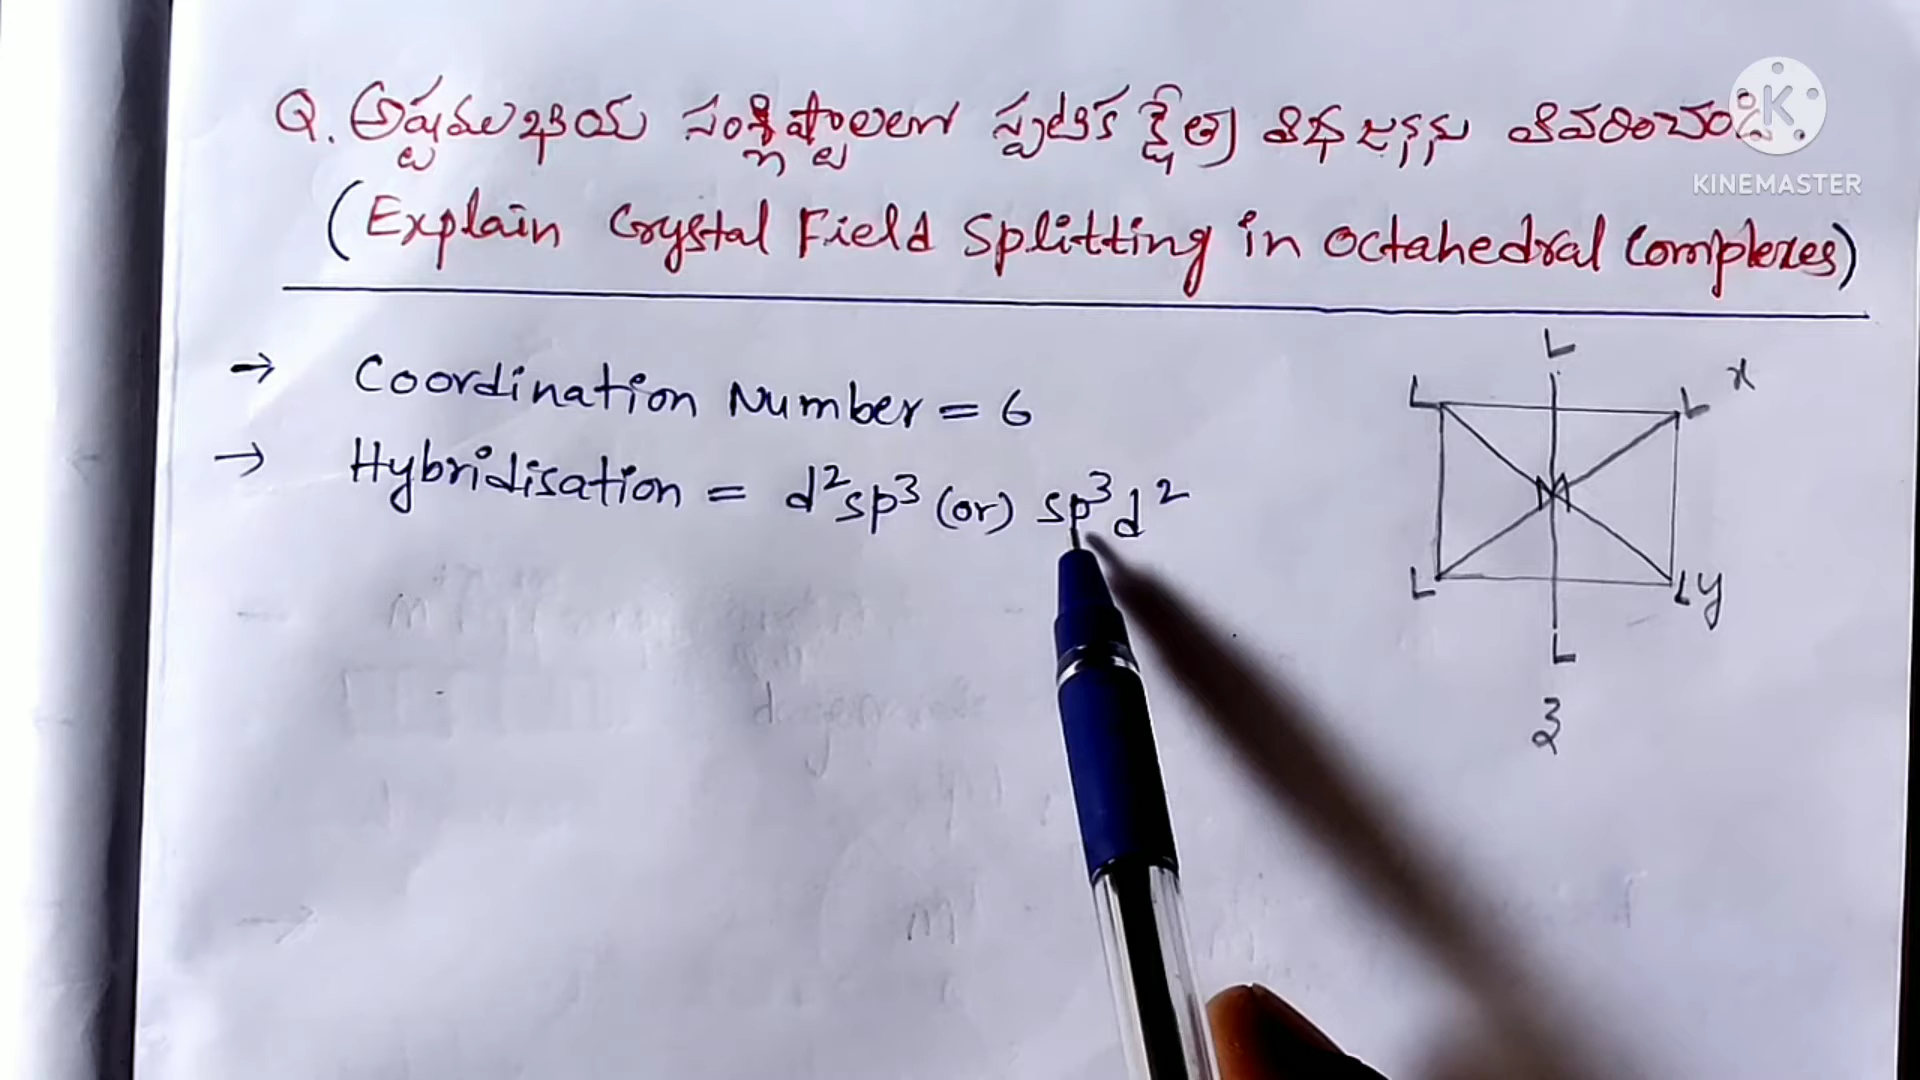 Q. అష్టముఖీయ సంశ్లిష్టాలలో స్పటిక క్షేత్ర విభజనను వివరించండి
KINEMASTER
(Explain Crystal Field Splitting in Octahedral Complexes)
→ Coordination Number = 6
→ Hybridisation = d²sp³ (or) sp³d²
L
L L x
M
L L y
L
z